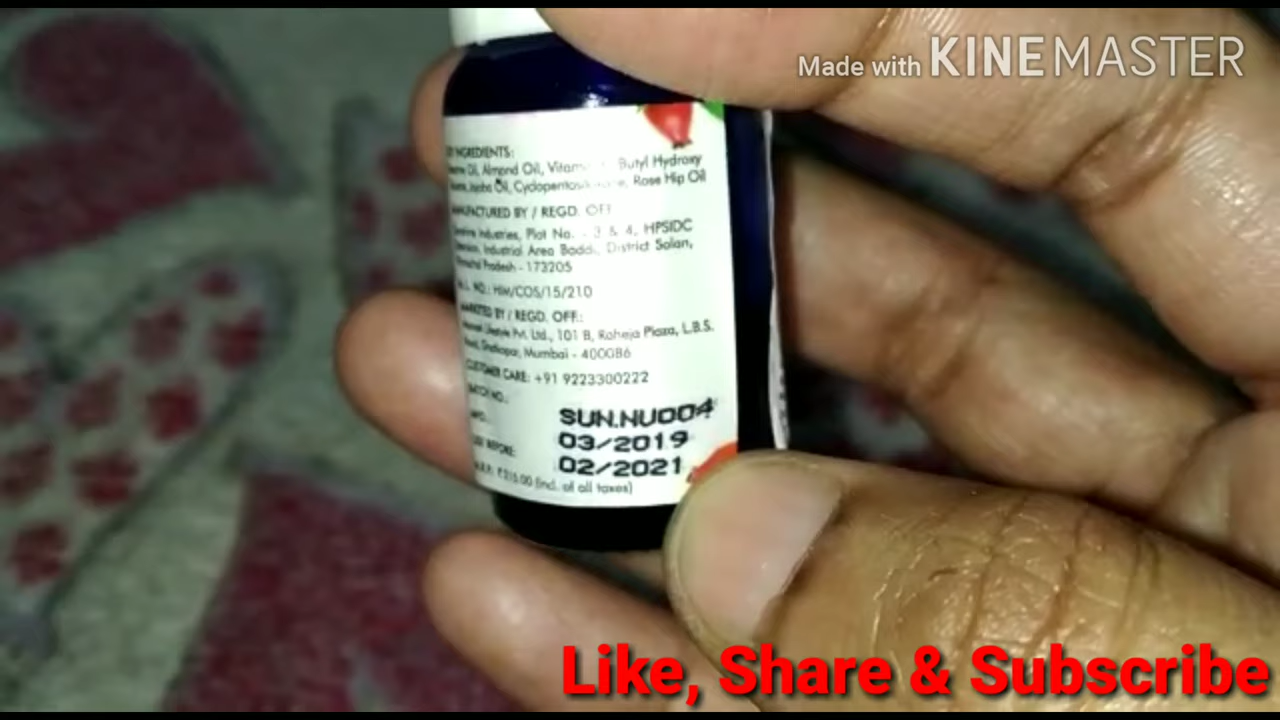 Made with KINEMASTER
INGREDIENTS:
Oil, Almond Oil, Butyl Hydroxy
Jojoba Oil, Rose Hip Oil
MANUFACTURED BY / REGD. OFF
Industries, Plot No. 3 & 4, HPSIDC
Industrial Area Baddi, District Solan,
Pradesh - 173205
NO.: HIM/COS/15/210
MARKETED BY / REGD. OFF.:
Lifestyle Pvt. Ltd., 101 B, Raheja Plaza, L.B.S.
Ghatkopar, Mumbai - 400086
CUSTOMER CARE: +91 9223300222
BATCH NO.: SUN.NU004
03/2019
BEFORE: 02/2021
(Incl. of all taxes)
Like, Share & Subscribe